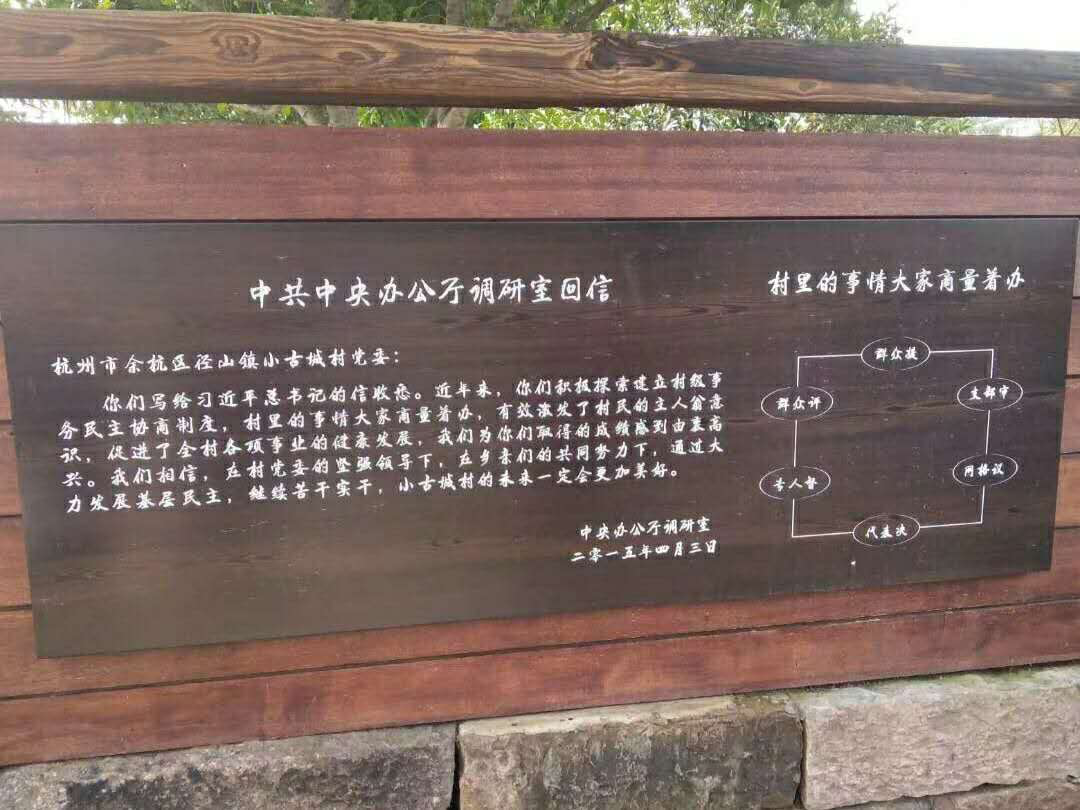 中共中央办公厅调研室回信
杭州市余杭区径山镇小古城村党委：
你们写给习近平总书记的信收悉。近年来，你们积极探索建立村级事
务民主协商制度，村里的事情大家商量着办，有效激发了村民的主人翁意
识，促进了全村各项事业的健康发展，我们为你们取得的成绩感到由衷高
兴。我们相信，在村党委的坚强领导下，在乡亲们的共同努力下，通过大
力发展基层民主，继续苦干实干，小古城村的未来一定会更加美好。
中央办公厅调研室
二零一五年四月三日
村里的事情大家商量着办
群众提
支部审
网格议
代表决
专人督
群众评